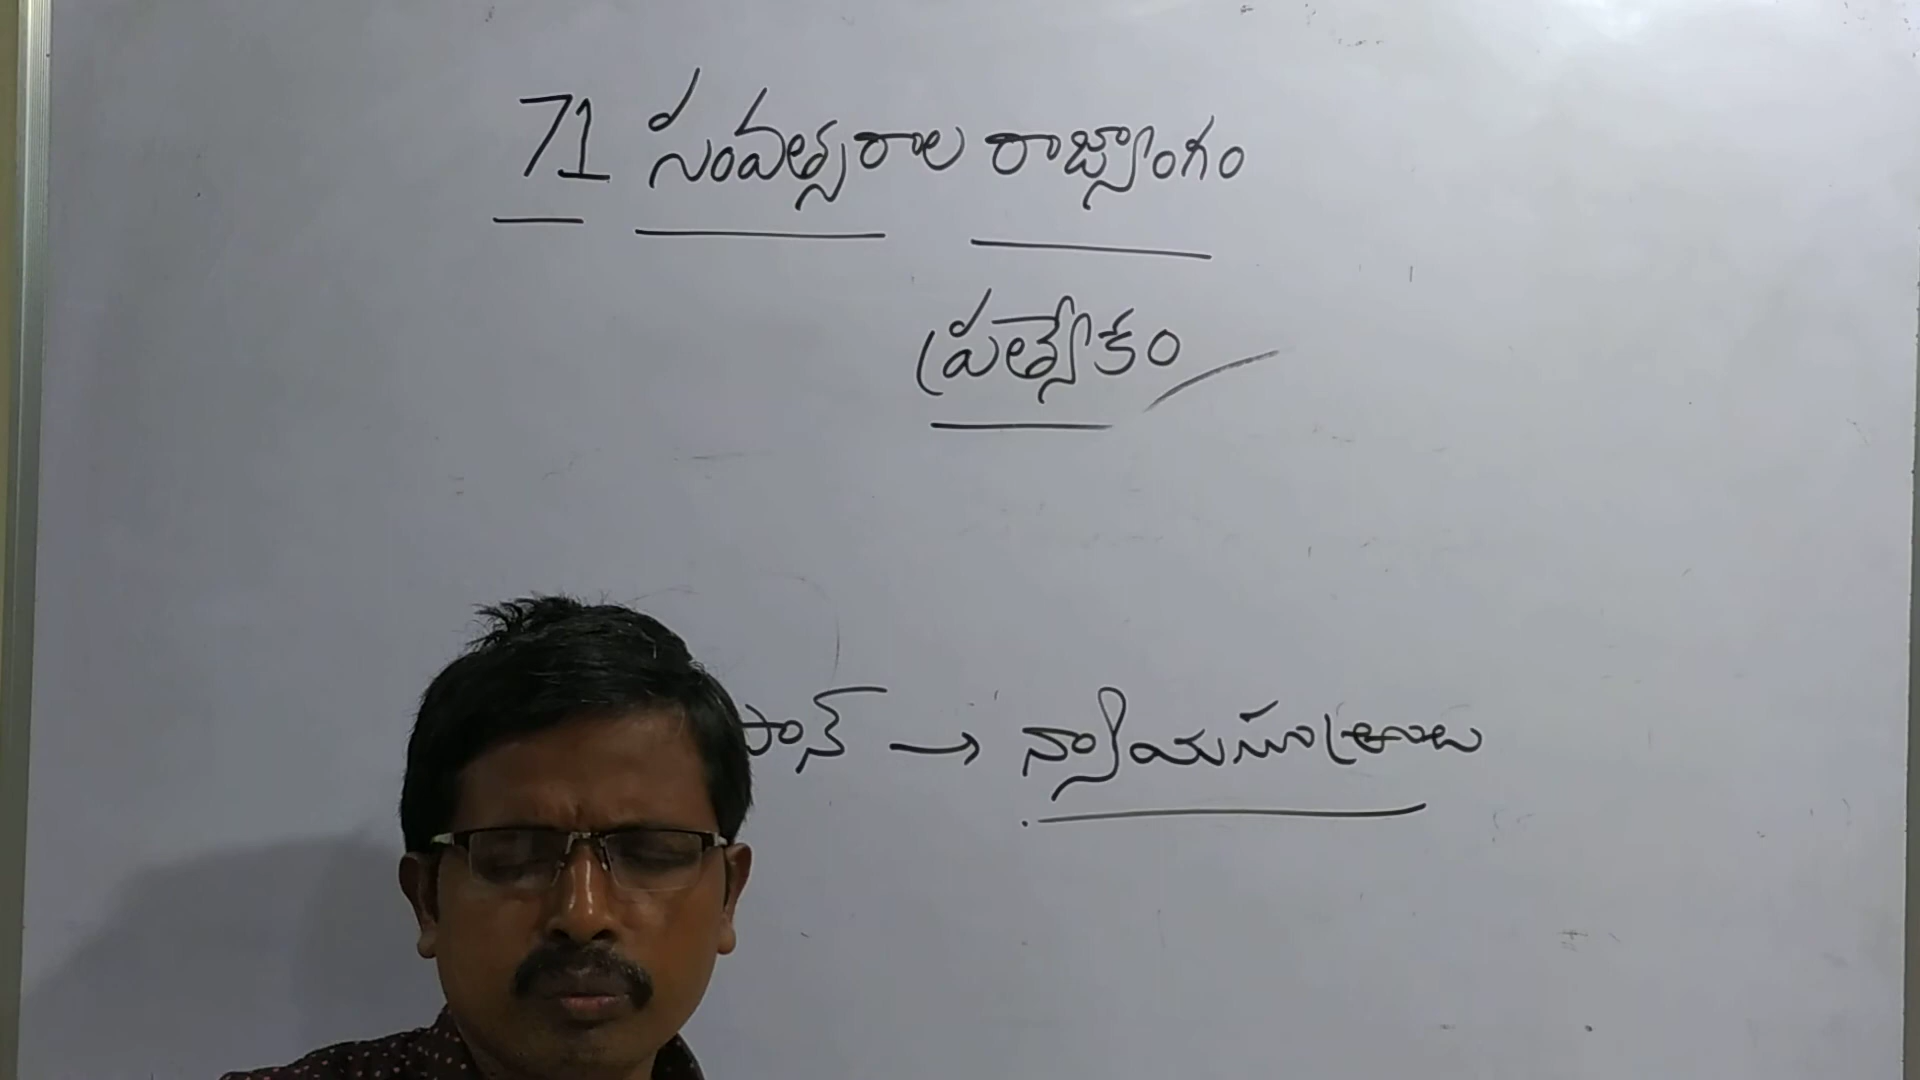 71 సంవత్సరాల రాజ్యాంగం
ప్రత్యేకం
→ న్యాయసూత్రాలు